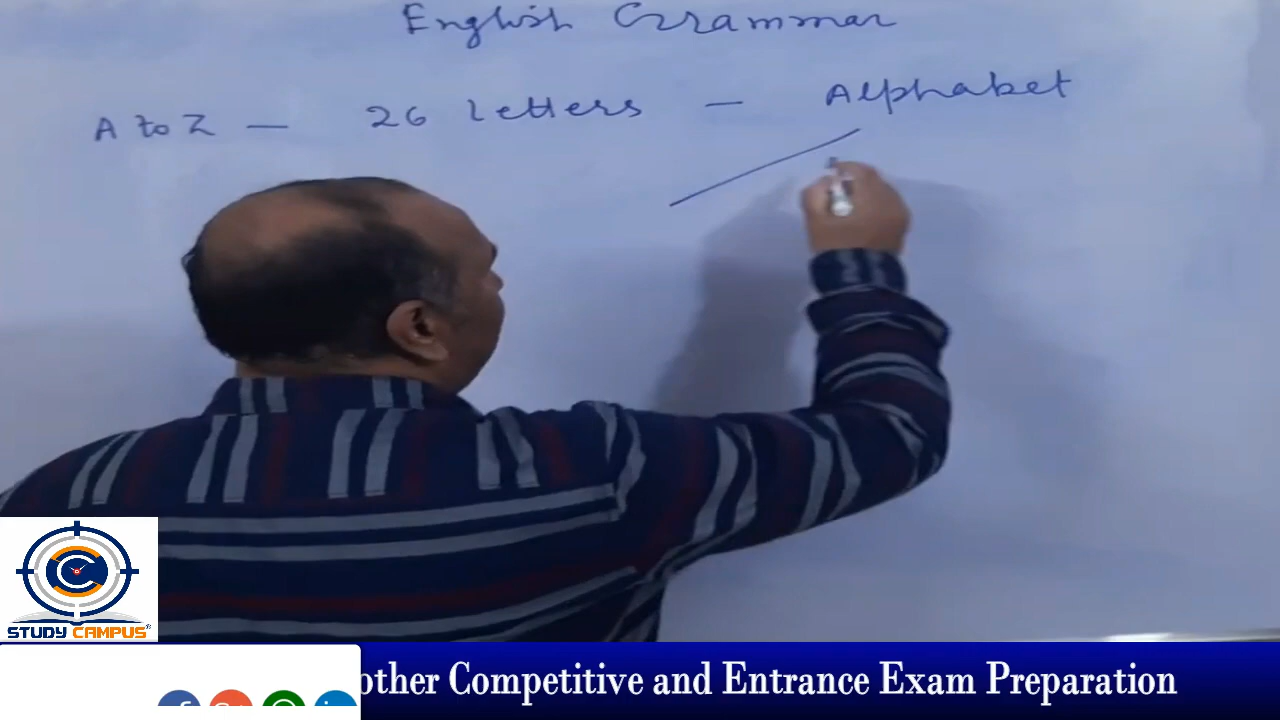 English Grammar
A to Z — 26 Letters — Alphabet
STUDY CAMPUS®
other Competitive and Entrance Exam Preparation